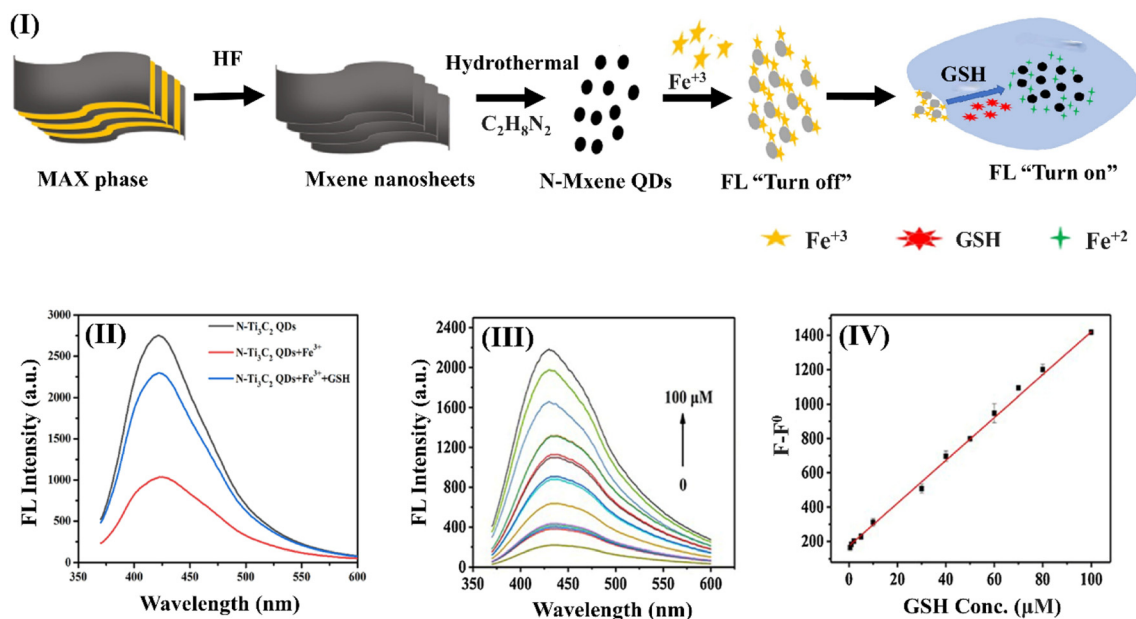 (I)
HF
Hydrothermal
C₂H₈N₂
Fe⁺³
GSH
MAX phase
Mxene nanosheets
N-Mxene QDs
FL “Turn off”
FL “Turn on”
Fe⁺³
GSH
Fe⁺²
(II)
N-Ti₃C₂ QDs
N-Ti₃C₂ QDs+Fe³⁺
N-Ti₃C₂ QDs+Fe³⁺+GSH
FL Intensity (a.u.)
3000
2500
2000
1500
1000
500
0
400
450
500
550
600
Wavelength (nm)
(III)
100 μM
0
FL Intensity (a.u.)
2400
2000
1600
1200
800
400
0
400
450
500
550
600
Wavelength (nm)
(IV)
F-F⁰
1400
1200
1000
800
600
400
200
0
20
40
60
80
100
GSH Conc. (μM)